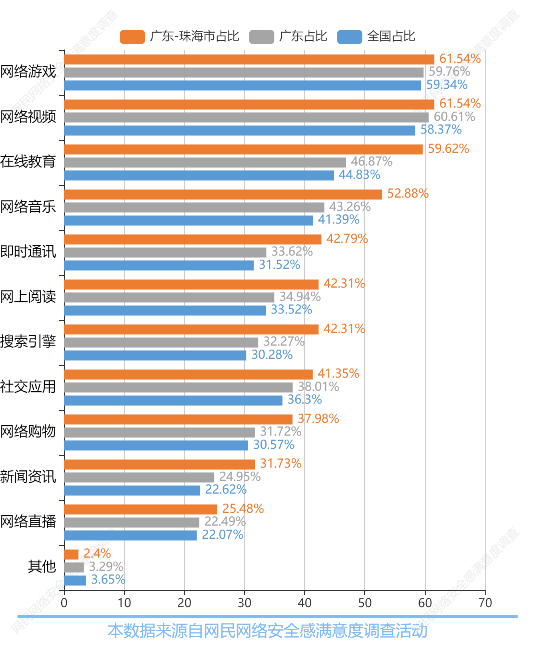 广东-珠海市占比 广东占比 全国占比
网络游戏 61.54% 59.76% 59.34%
网络视频 61.54% 60.61% 58.37%
在线教育 59.62% 46.87% 44.83%
网络音乐 52.88% 43.26% 41.39%
即时通讯 42.79% 33.62% 31.52%
网上阅读 42.31% 34.94% 33.52%
搜索引擎 42.31% 32.27% 30.28%
社交应用 41.35% 38.01% 36.3%
网络购物 37.98% 31.72% 30.57%
新闻资讯 31.73% 24.95% 22.62%
网络直播 25.48% 22.49% 22.07%
其他 2.4% 3.29% 3.65%
0 10 20 30 40 50 60 70
本数据来源自网民网络安全感满意度调查活动